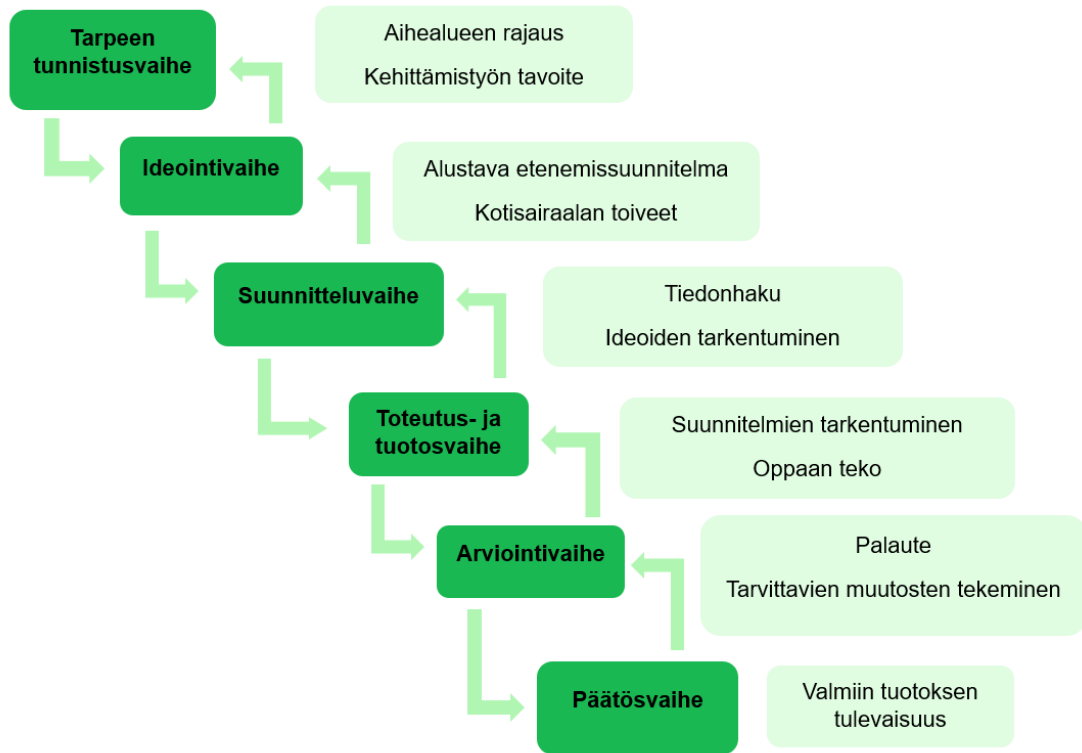 Tarpeen
tunnistusvaihe
Aihealueen rajaus
Kehittämistyön tavoite
Ideointivaihe
Alustava etenemissuunnitelma
Kotisairaalan toiveet
Suunnitteluvaihe
Tiedonhaku
Ideoiden tarkentuminen
Toteutus- ja
tuotosvaihe
Suunnitelmien tarkentuminen
Oppaan teko
Arviointivaihe
Palaute
Tarvittavien muutosten tekeminen
Päätösvaihe
Valmiin tuotoksen
tulevaisuus